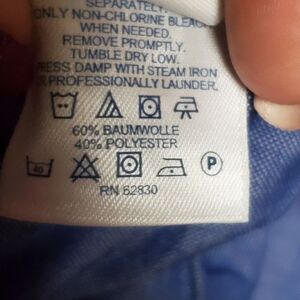 SEPARATELY.
ONLY NON-CHLORINE BLEACH
WHEN NEEDED.
REMOVE PROMPTLY.
TUMBLE DRY LOW.
PRESS DAMP WITH STEAM IRON
OR PROFESSIONALLY LAUNDER.
60% BAUMWOLLE
40% POLYESTER
40
P
RN 62830